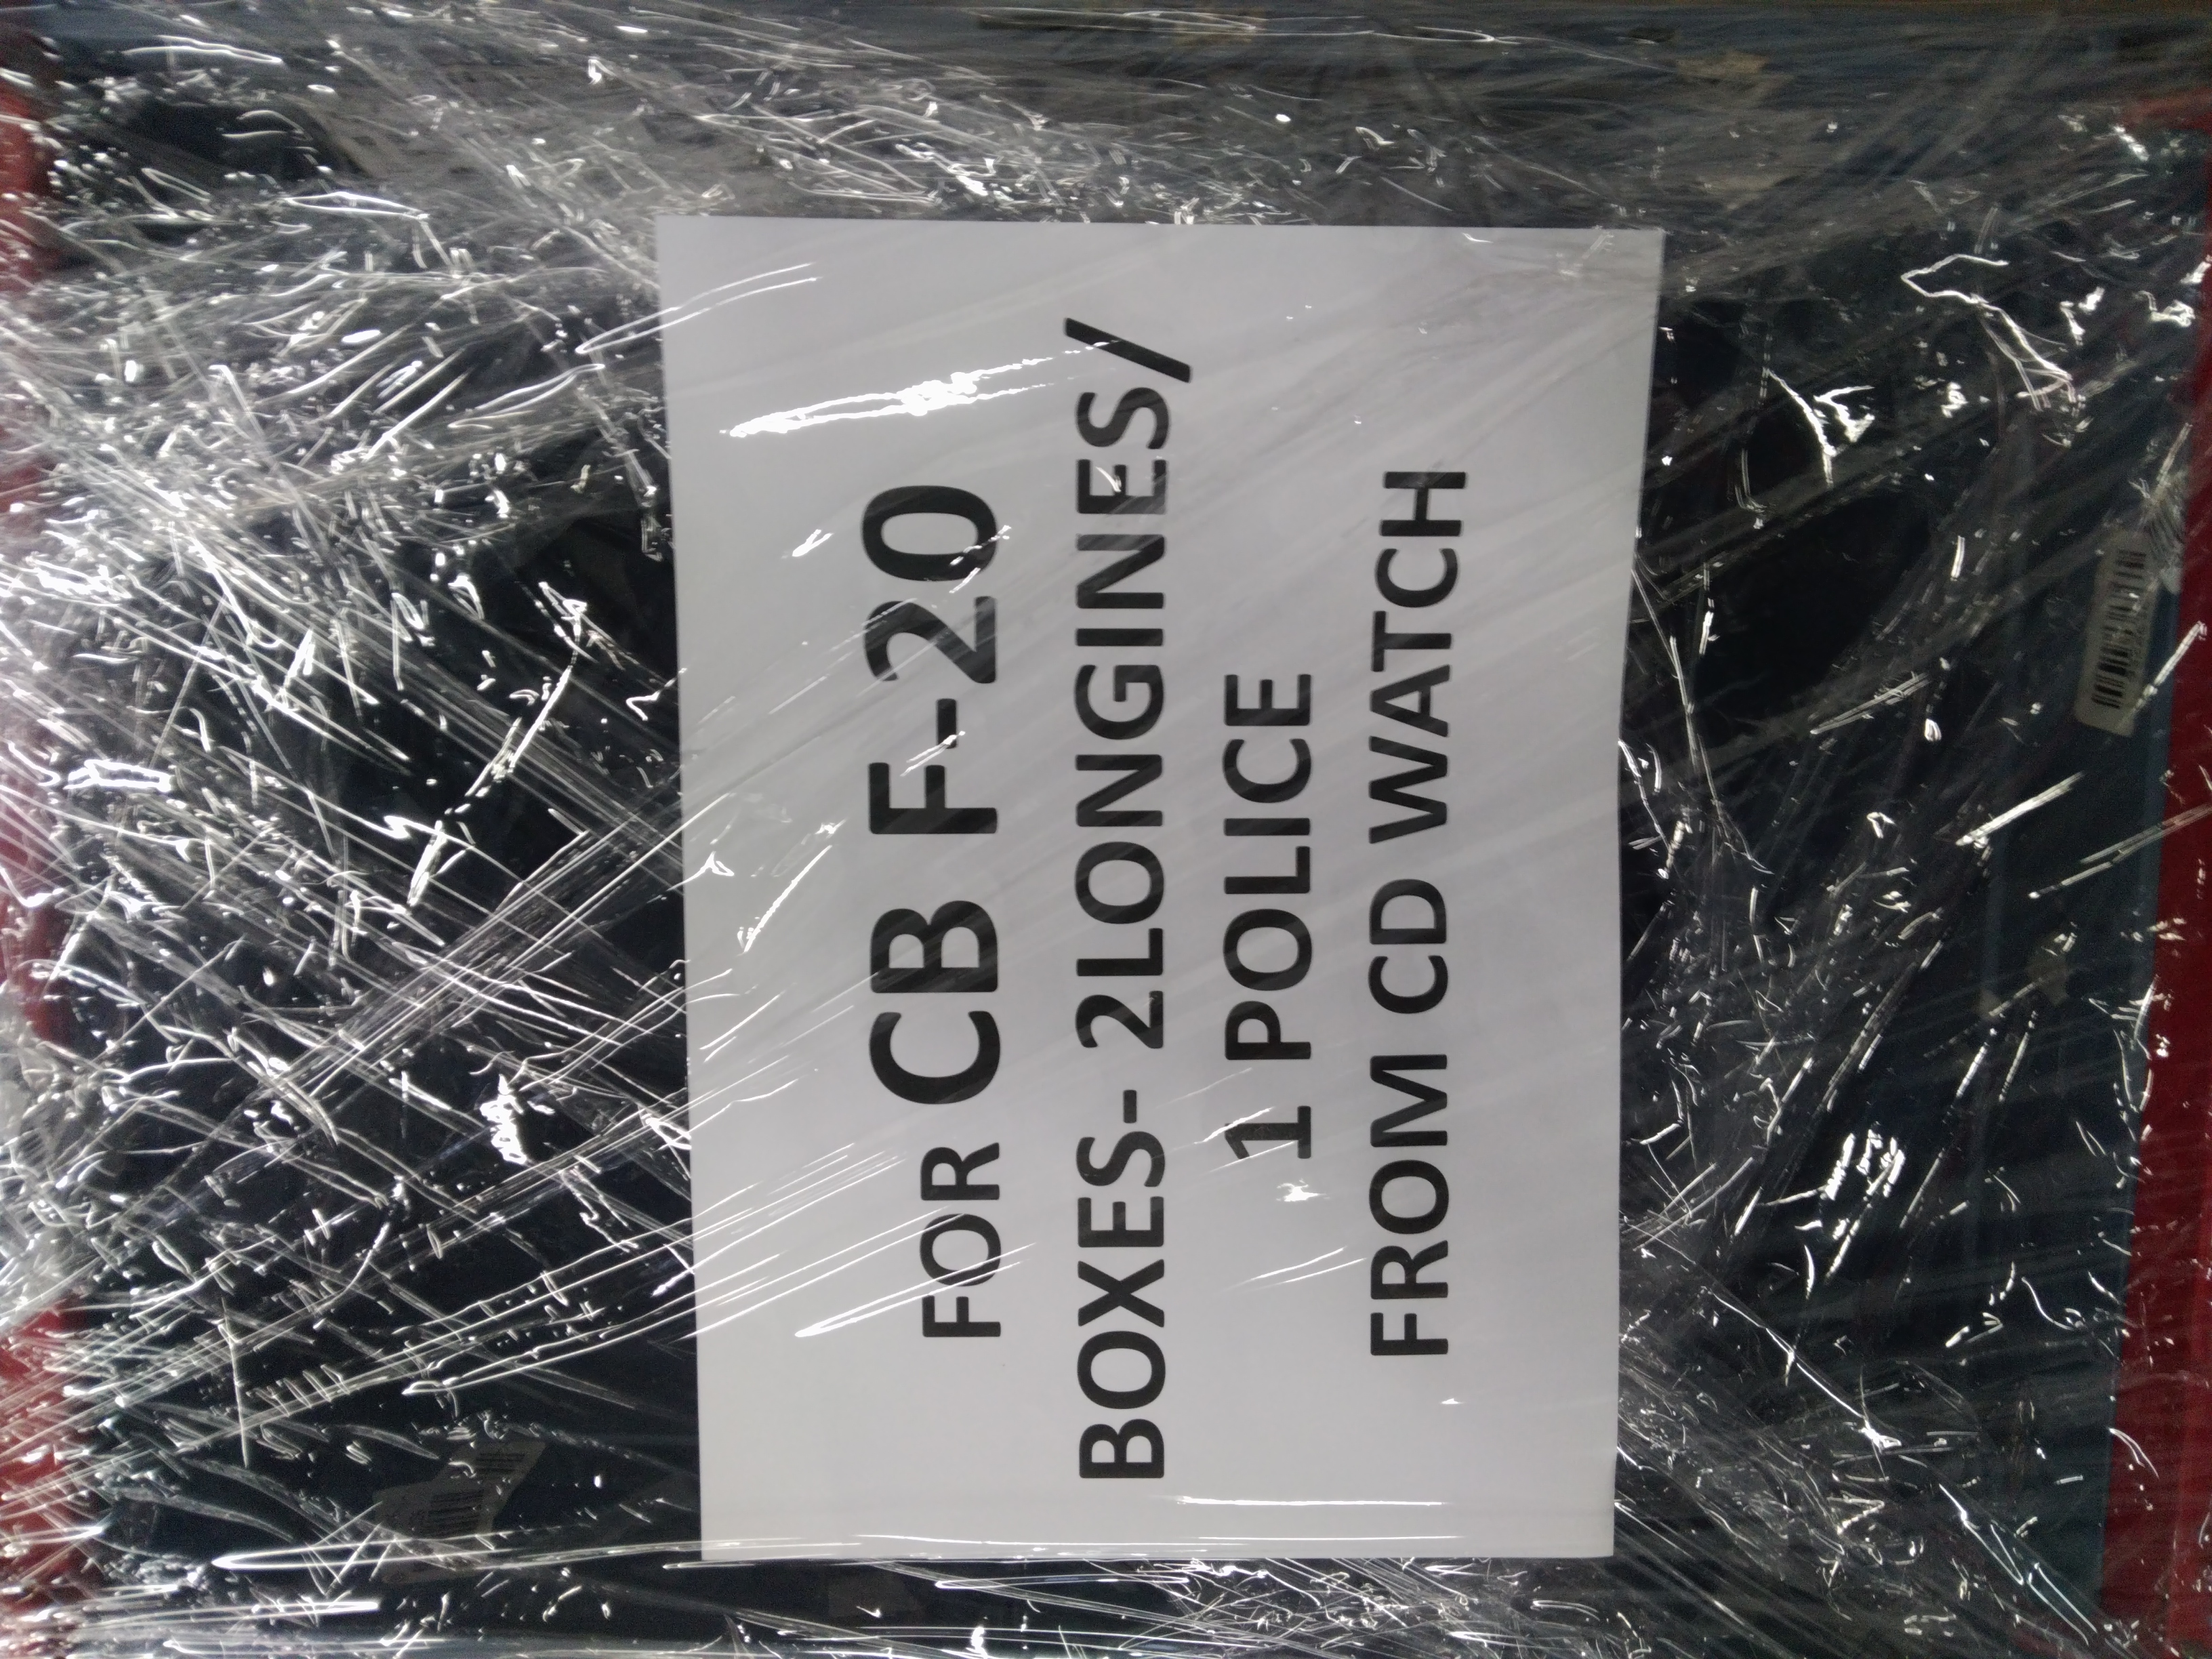 FOR CB F-20
BOXES- 2LONGINES/
1 POLICE
FROM CD WATCH